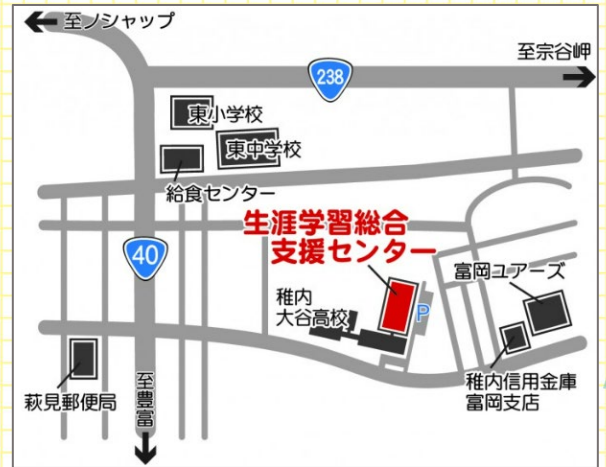 至ノシャップ
至宗谷岬
238
東小学校
東中学校
給食センター
生涯学習総合
支援センター
40
富岡ユアーズ
稚内
大谷高校
P
稚内信用金庫
富岡支店
萩見郵便局
至豊富